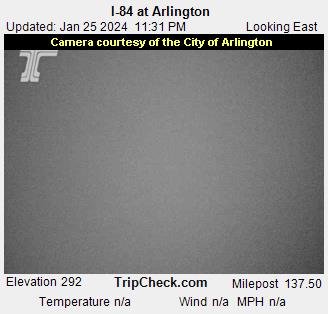 I-84 at Arlington
Updated: Jan 25 2024 11:31 PM Looking East
Camera courtesy of the City of Arlington
Elevation 292 TripCheck.com Milepost 137.50
Temperature n/a Wind n/a MPH n/a